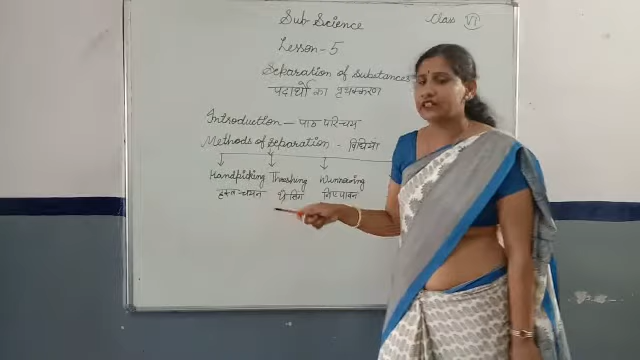 Sub Science Class VI
Lesson - 5
Separation of Substances
पदार्थो का पृथक्करण
Introduction - पाठ परिचय
Methods of Separation - विधियाँ
Handpicking Threshing Winnowing
हस्त चयन थ्रेसिंग निष्पावन